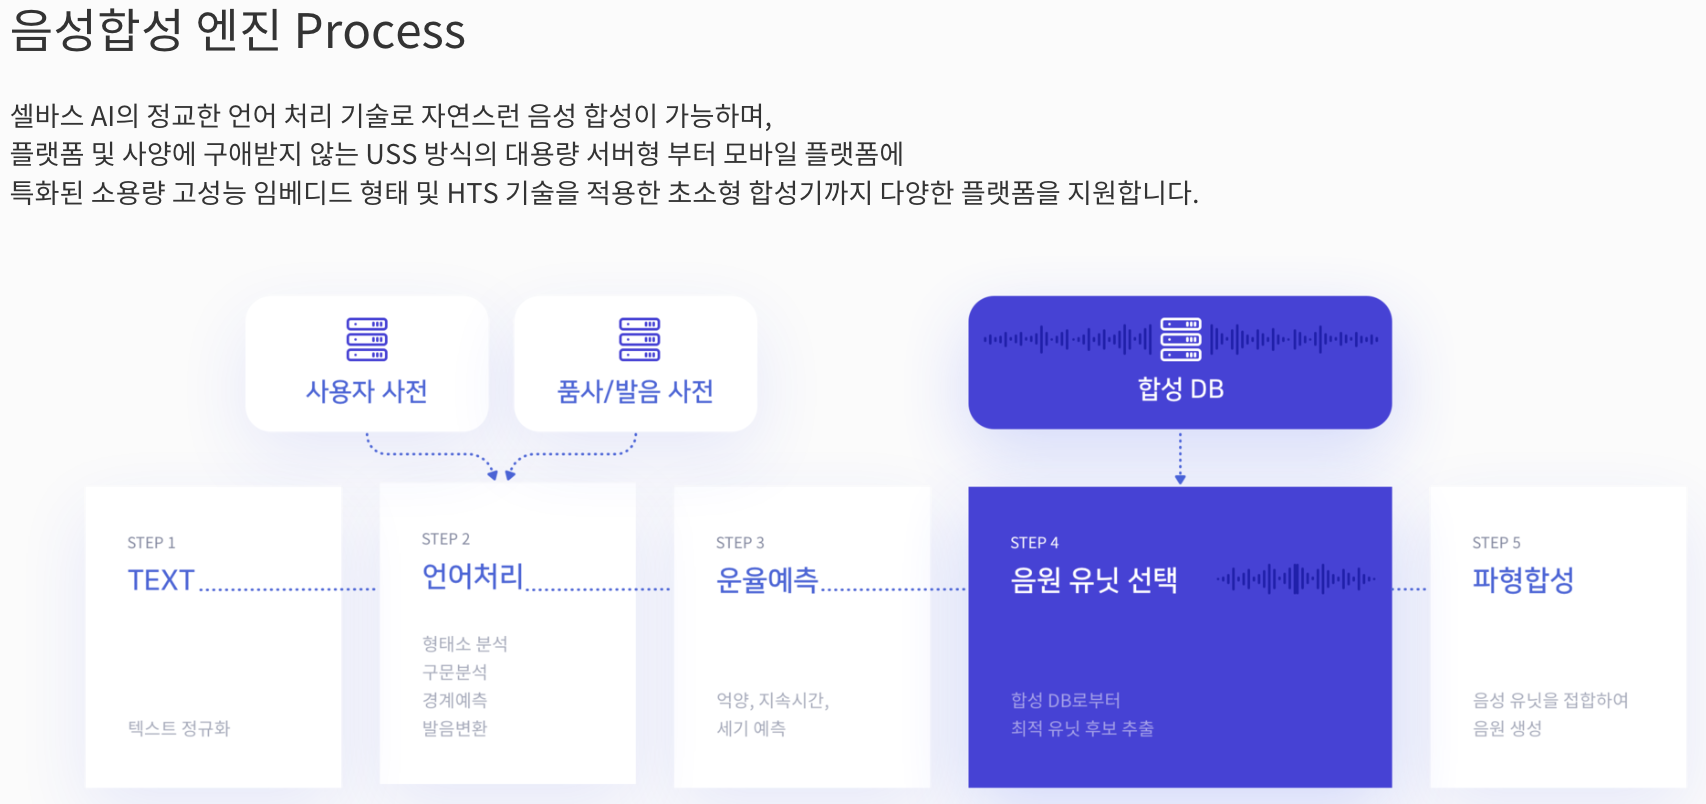 음성합성 엔진 Process
셀바스 AI의 정교한 언어 처리 기술로 자연스런 음성 합성이 가능하며,
플랫폼 및 사양에 구애받지 않는 USS 방식의 대용량 서버형 부터 모바일 플랫폼에
특화된 소용량 고성능 임베디드 형태 및 HTS 기술을 적용한 초소형 합성기까지 다양한 플랫폼을 지원합니다.
사용자 사전
품사/발음 사전
합성 DB
STEP 1
TEXT
텍스트 정규화
STEP 2
언어처리
형태소 분석
구문분석
경계예측
발음변환
STEP 3
운율예측
억양, 지속시간,
세기 예측
STEP 4
음원 유닛 선택
합성 DB로부터
최적 유닛 후보 추출
STEP 5
파형합성
음성 유닛을 접합하여
음원 생성